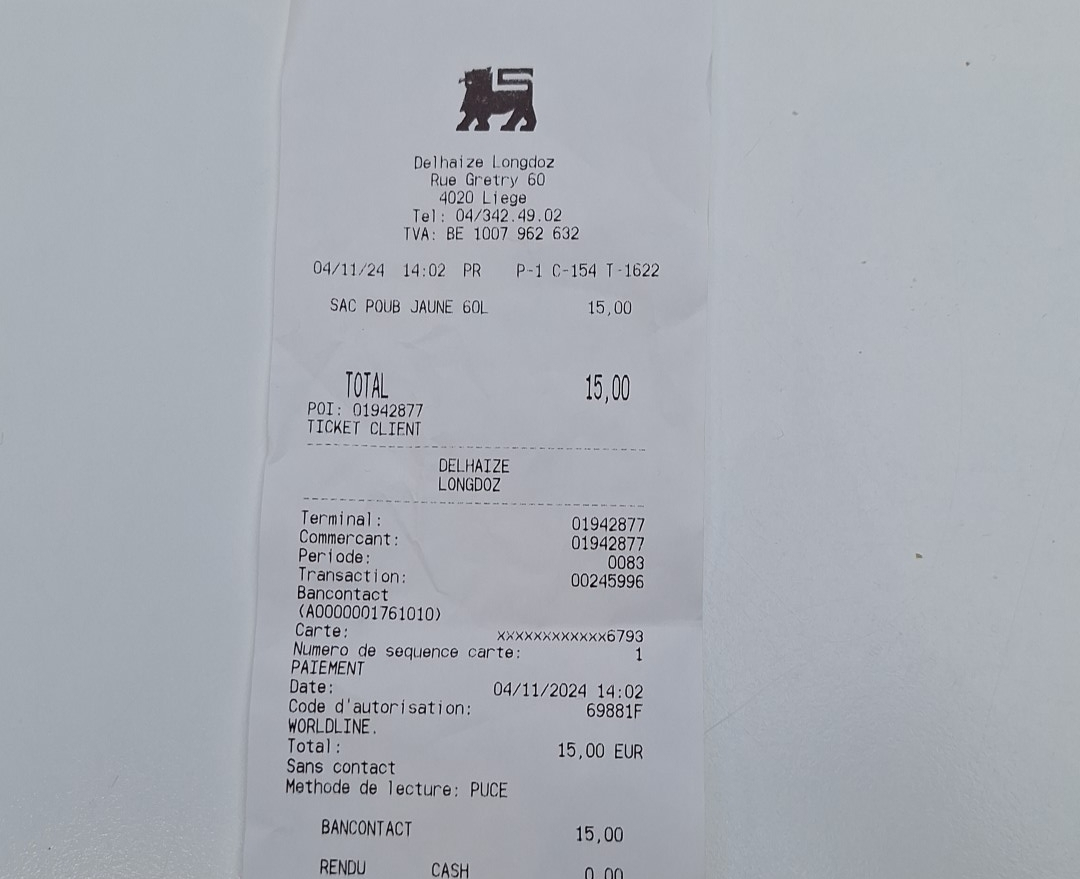 Delhaize Longdoz
Rue Gretry 60
4020 Liege
Tel: 04/342.49.02
TVA: BE 1007 962 632
04/11/24 14:02 PR P-1 C-154 T-1622
SAC POUB JAUNE 60L 15,00
TOTAL 15,00
POI: 01942877
TICKET CLIENT
DELHAIZE
LONGDOZ
Terminal: 01942877
Commercant: 01942877
Periode: 0083
Transaction: 00245996
Bancontact
(A0000001761010)
Carte: xxxxxxxxxxxx6793
Numero de sequence carte: 1
PAIEMENT
Date: 04/11/2024 14:02
Code d'autorisation: 69881F
WORLDLINE.
Total: 15,00 EUR
Sans contact
Methode de lecture: PUCE
BANCONTACT 15,00
RENDU CASH 0,00